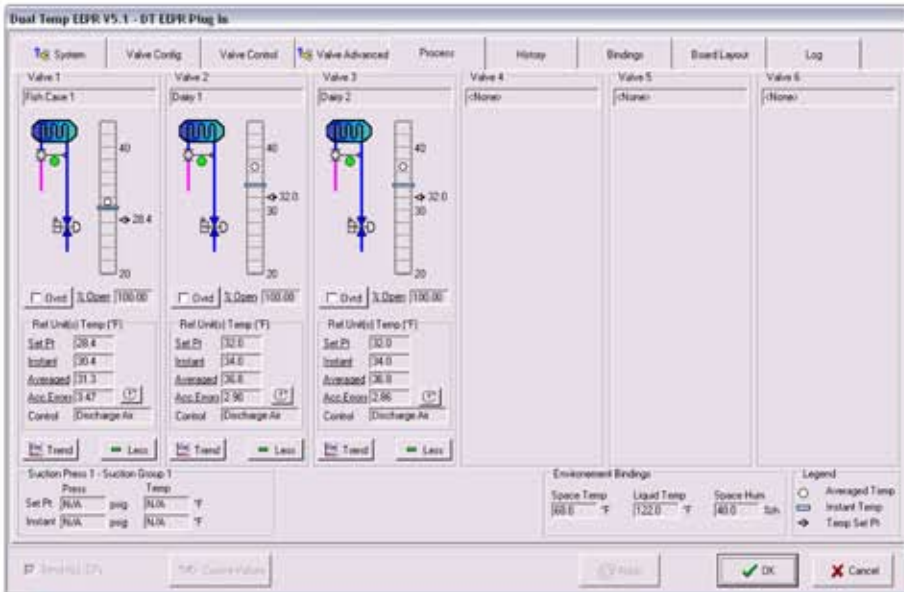 Dual Temp EEPR V5.1 - DT EEPR Plug In
System Valve Config Valve Control Valve Advanced Process History Bindings Board Layout Log
Valve 1 Valve 2 Valve 3 Valve 4 Valve 5 Valve 6
Fish Case 1 Dairy 1 Dairy 2 <None> <None> <None>
40 40 40
32.0 32.0
30 30
28.4
20 20 20
Ovrd % Open 100.00 Ovrd % Open 100.00 Ovrd % Open 100.00
Ref.Unit(s) Temp (°F) Ref.Unit(s) Temp (°F) Ref.Unit(s) Temp (°F)
Set Pt 28.4 Set Pt 32.0 Set Pt 32.0
Instant 30.4 Instant 34.0 Instant 34.0
Averaged 31.3 Averaged 36.8 Averaged 36.8
Acc.Errors 3.47 Acc.Errors 2.90 Acc.Errors 2.86
Control Discharge Air Control Discharge Air Control Discharge Air
Trend Less Trend Less Trend Less
Suction Press 1 - Suction Group 1 Environement Bindings Legend
Press Temp
Space Temp Liquid Temp Space Hum Averaged Temp
Set Pt N/A psig N/A °F 68.0 °F 122.0 °F 40.0 %rh Instant Temp
Instant N/A psig N/A °F Temp Set Pt
OK Cancel